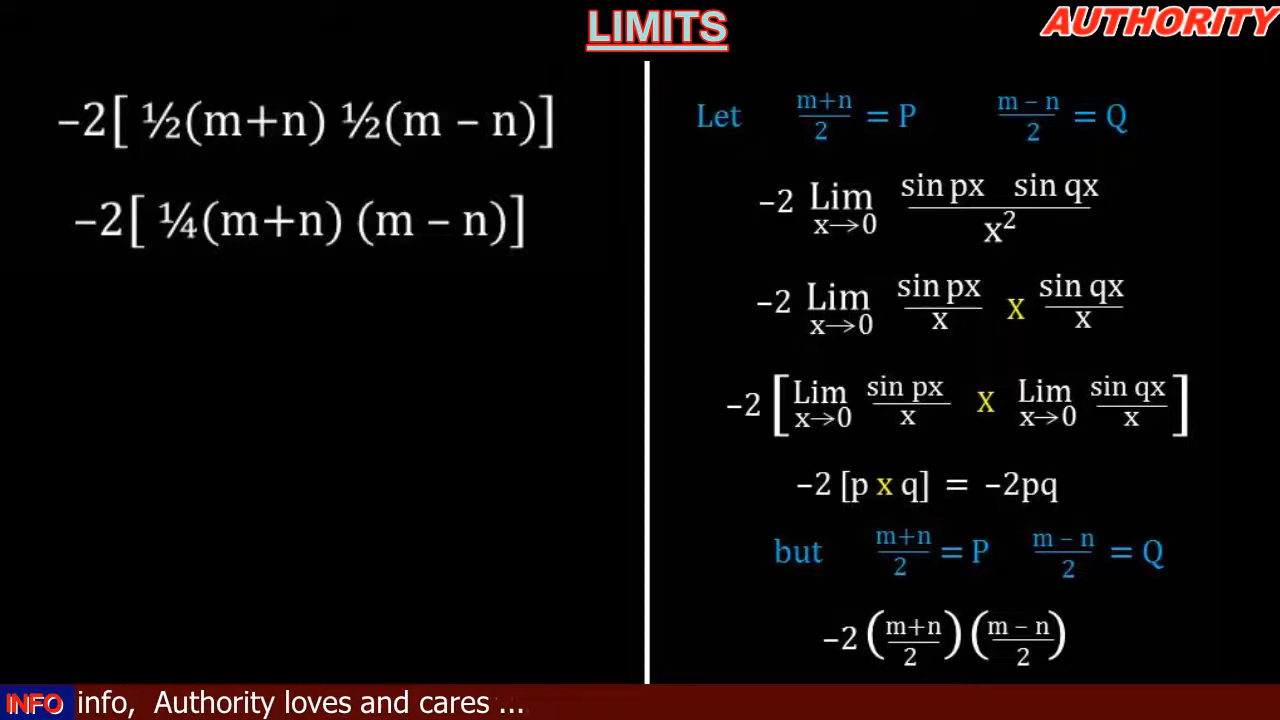 LIMITS
AUTHORITY
–2[ ½(m+n) ½(m – n)]
–2[ ¼(m+n) (m – n)]
Let m+n/2 = P m – n/2 = Q
–2 Lim x→0 sin px sin qx / x²
–2 Lim x→0 sin px/x X sin qx/x
–2 [Lim x→0 sin px/x X Lim x→0 sin qx/x]
–2 [p x q] = –2pq
but m+n/2 = P m – n/2 = Q
–2 (m+n/2) (m – n/2)
INFO info, Authority loves and cares ...